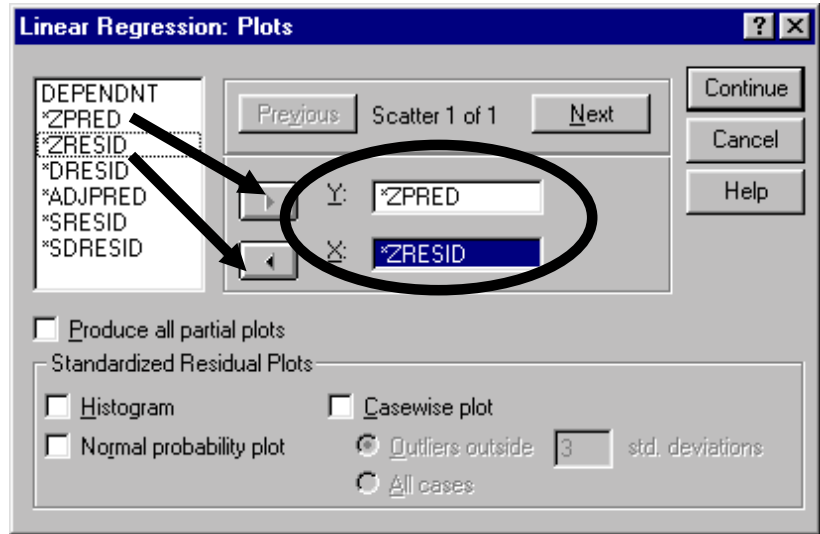 Linear Regression: Plots
DEPENDNT
*ZPRED
*ZRESID
*DRESID
*ADJPRED
*SRESID
*SDRESID
Previous Scatter 1 of 1 Next
Y: *ZPRED
X: *ZRESID
Continue
Cancel
Help
Produce all partial plots
Standardized Residual Plots
Histogram
Normal probability plot
Casewise plot
Outliers outside 3 std. deviations
All cases